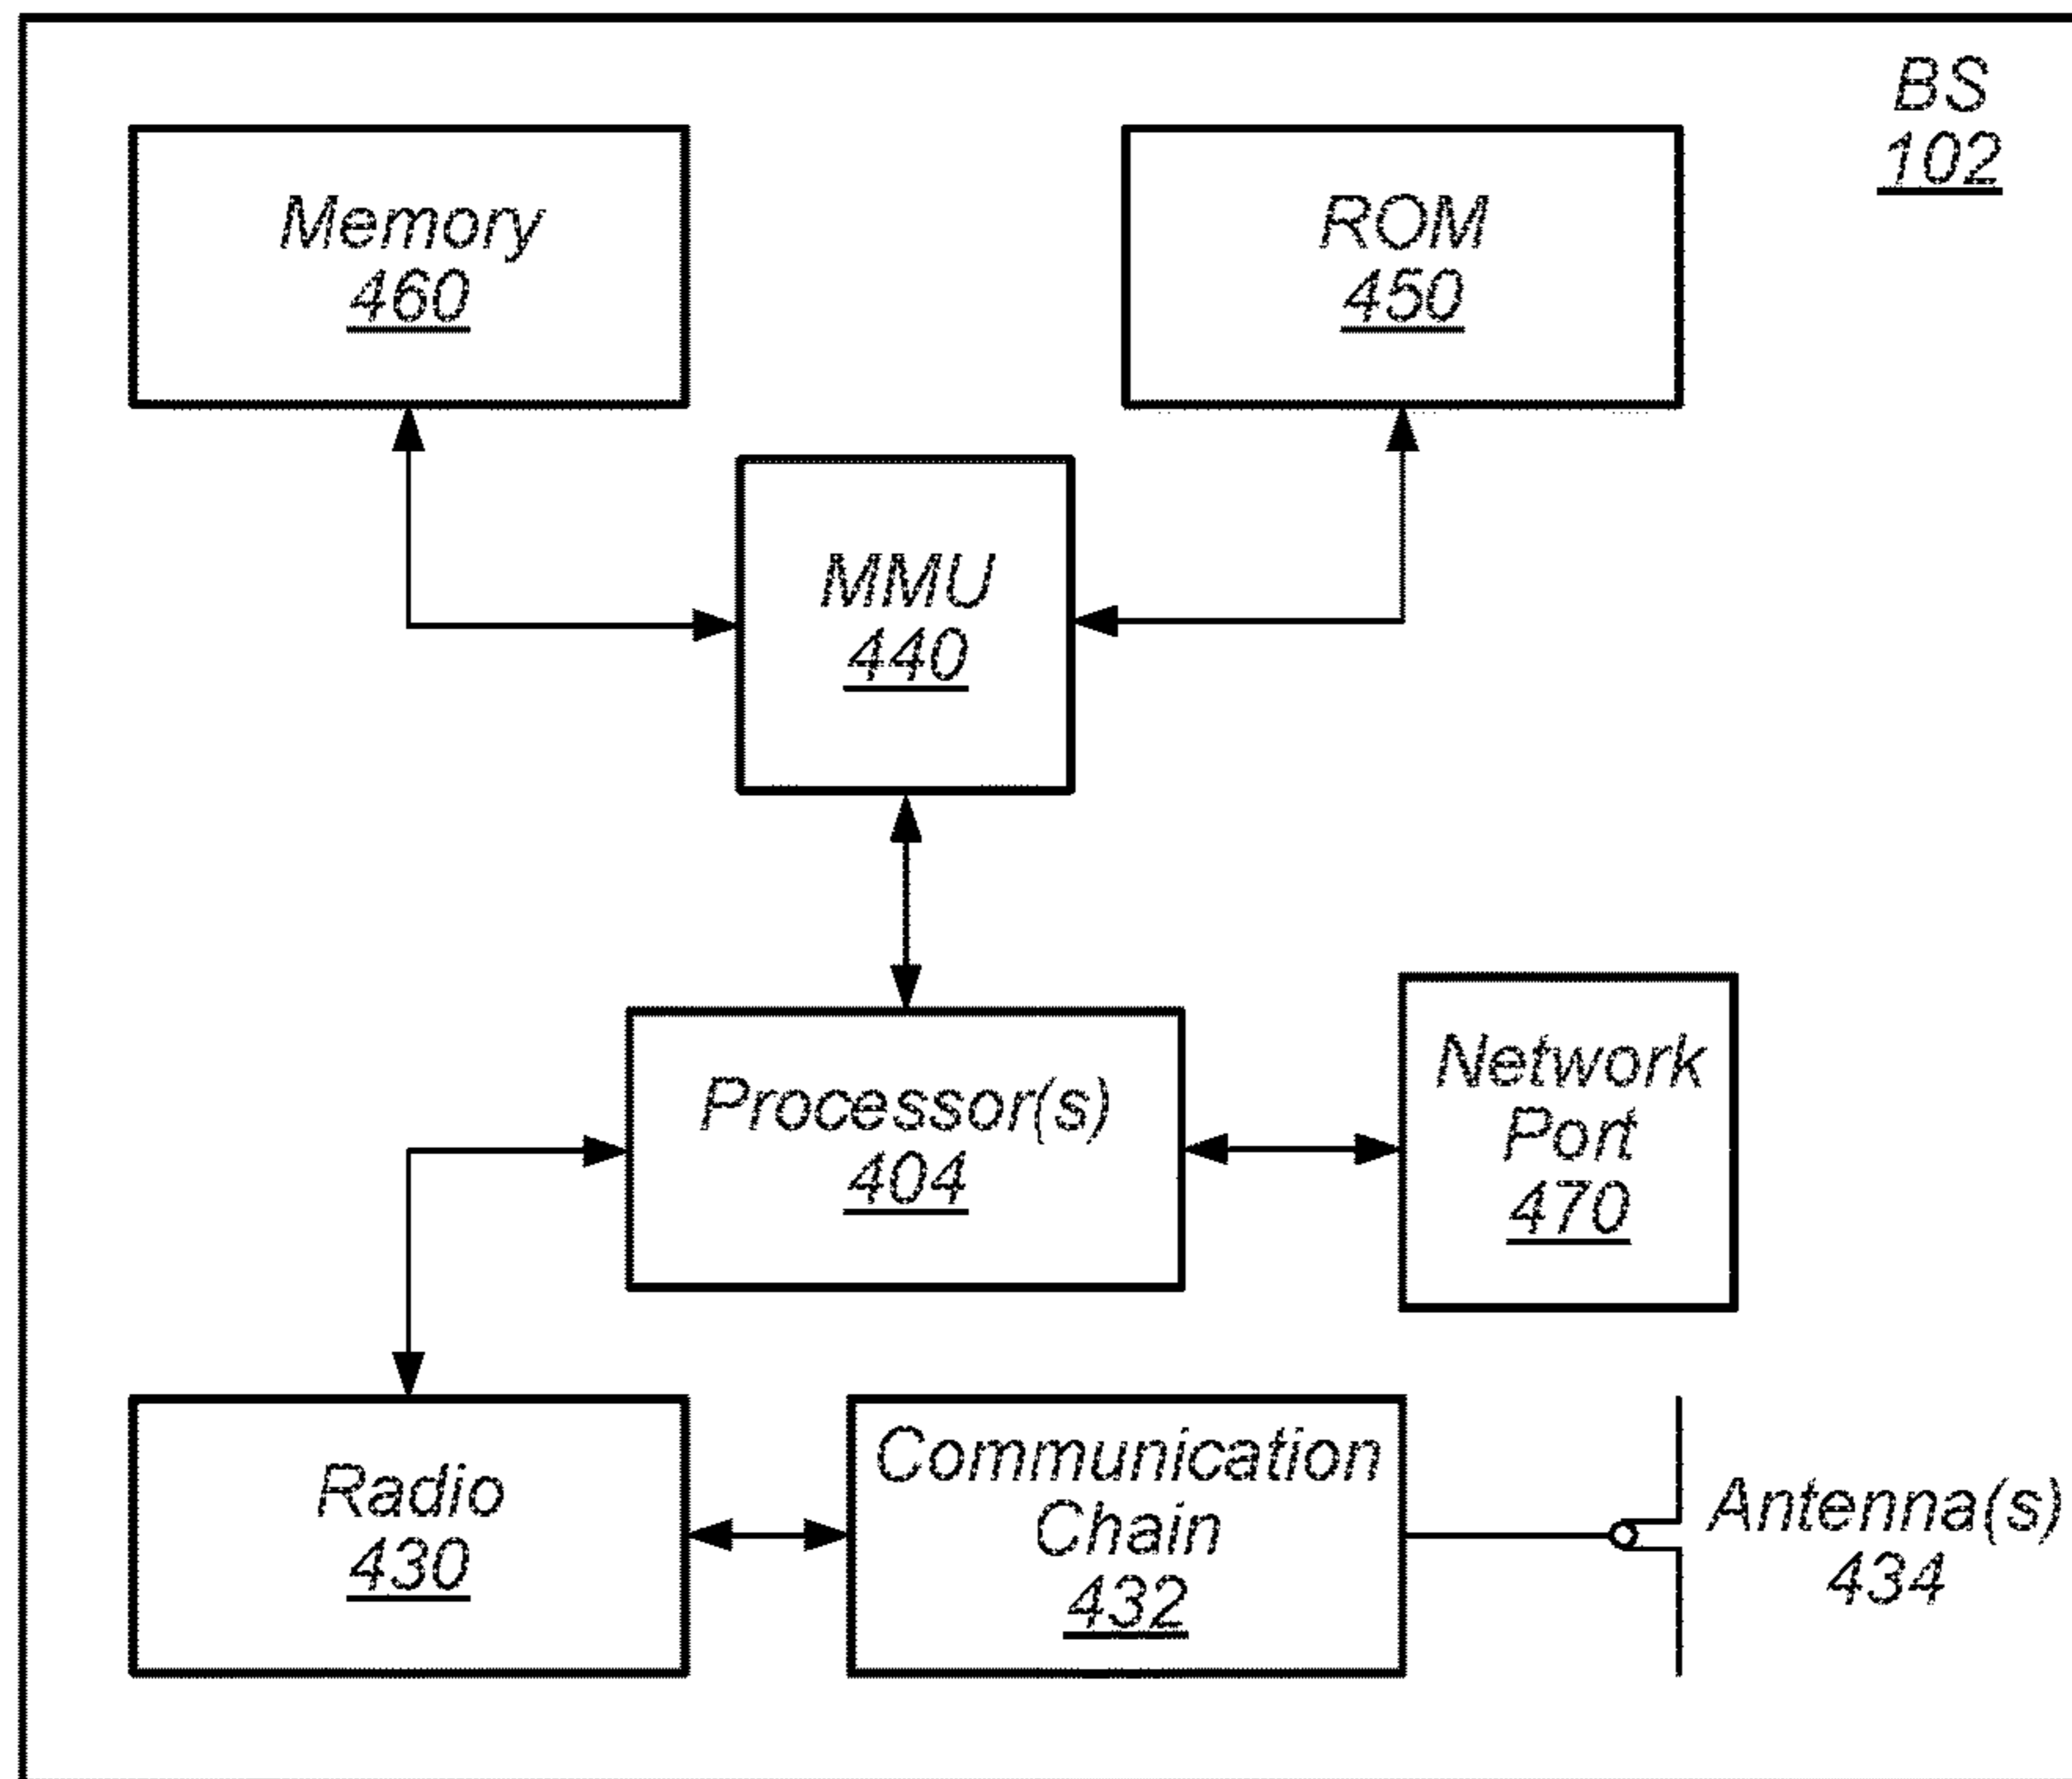 BS
102
Memory
460
ROM
450
MMU
440
Processor(s)
404
Network
Port
470
Radio
430
Communication
Chain
432
Antenna(s)
434